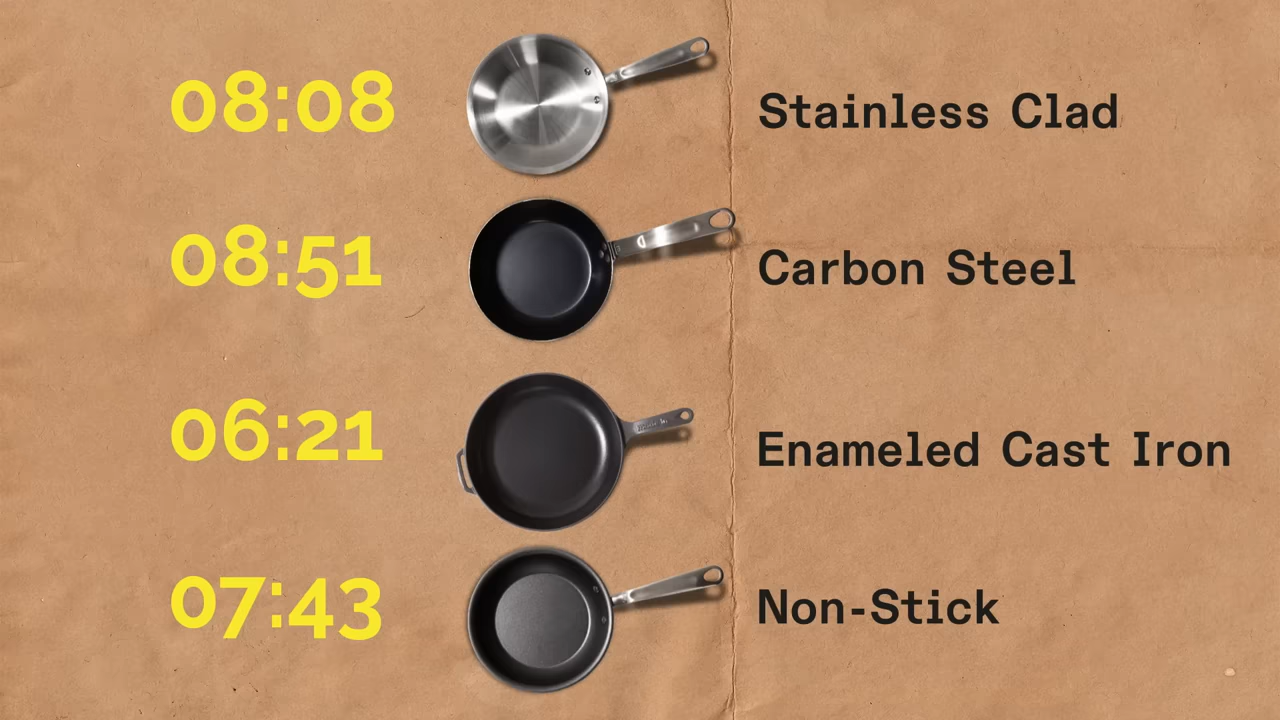 08:08 Stainless Clad
08:51 Carbon Steel
06:21 Enameled Cast Iron
07:43 Non-Stick